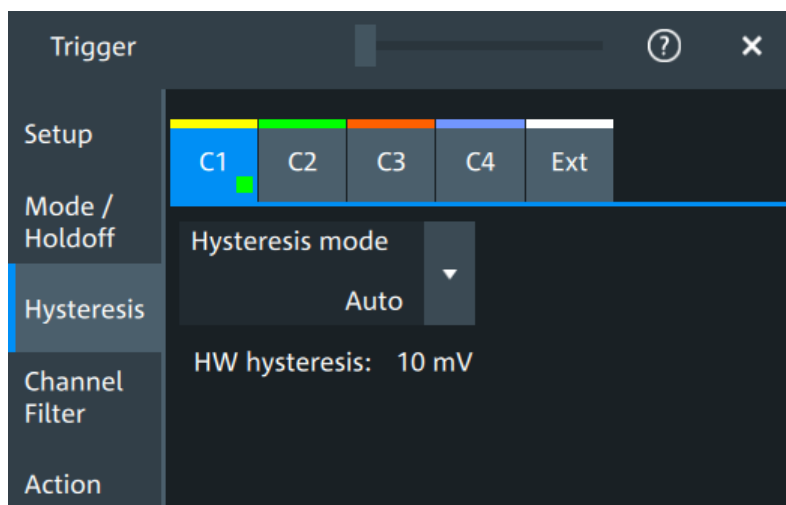 Trigger
?
Setup
Mode /
Holdoff
Hysteresis
Channel
Filter
Action
C1 C2 C3 C4 Ext
Hysteresis mode
Auto
HW hysteresis: 10 mV